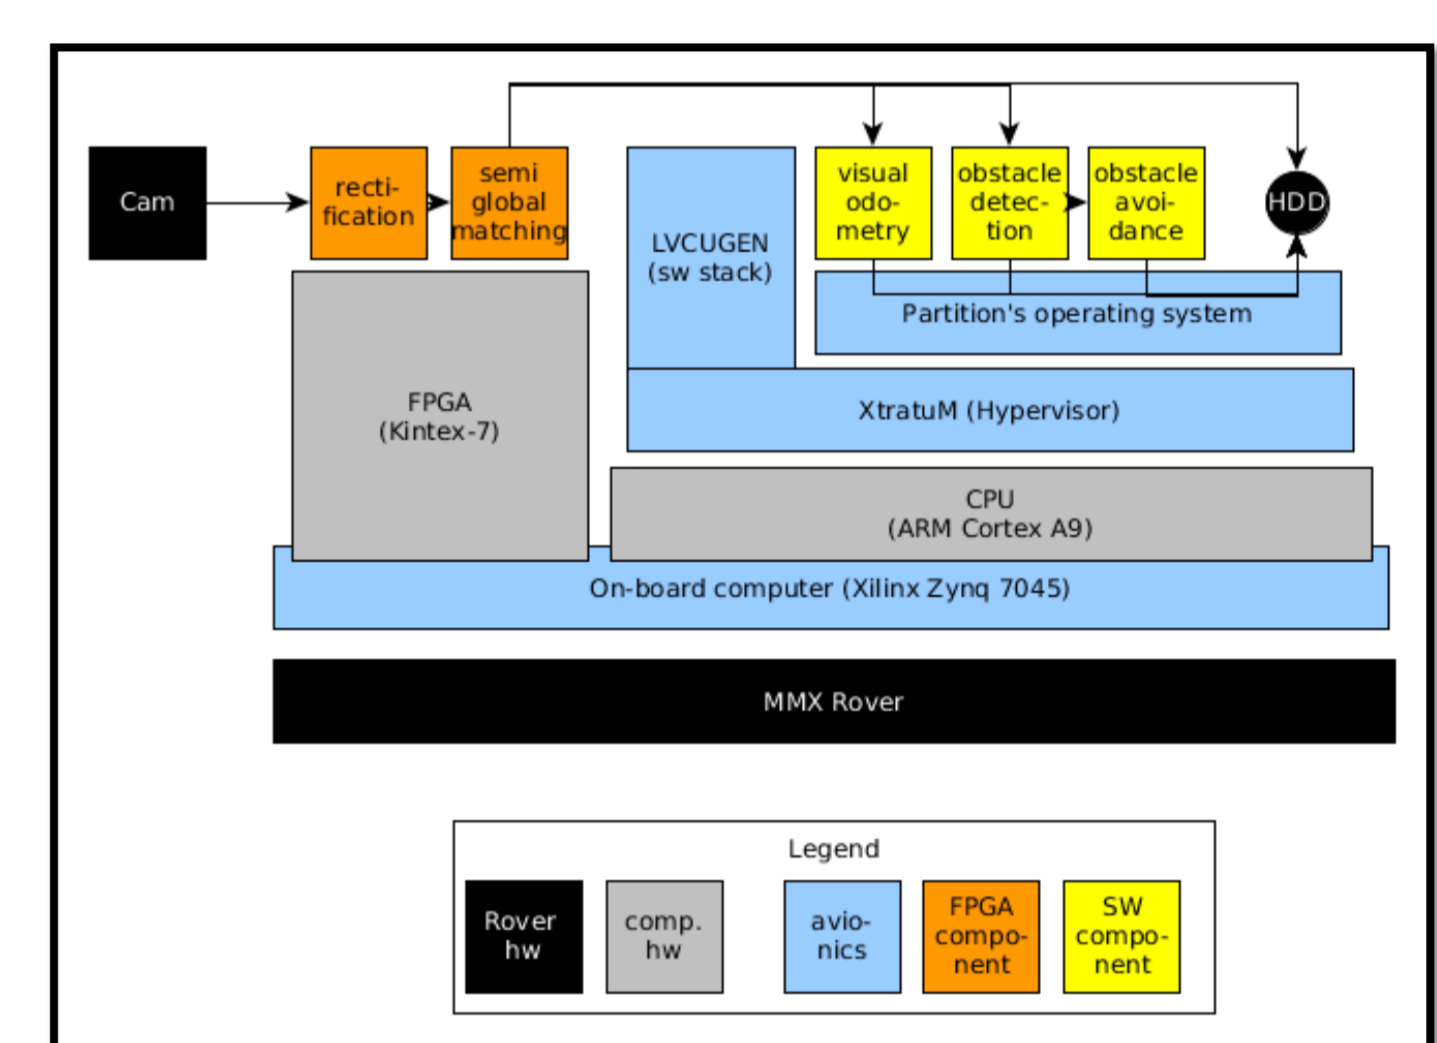 Cam
recti-
fication
semi
global
matching
LVCUGEN
(sw stack)
visual
odo-
metry
obstacle
detec-
tion
obstacle
avoi-
dance
HDD
Partition's operating system
FPGA
(Kintex-7)
XtratuM (Hypervisor)
CPU
(ARM Cortex A9)
On-board computer (Xilinx Zynq 7045)
MMX Rover
Legend
Rover
hw
comp.
hw
avio-
nics
FPGA
compo-
nent
SW
compo-
nent